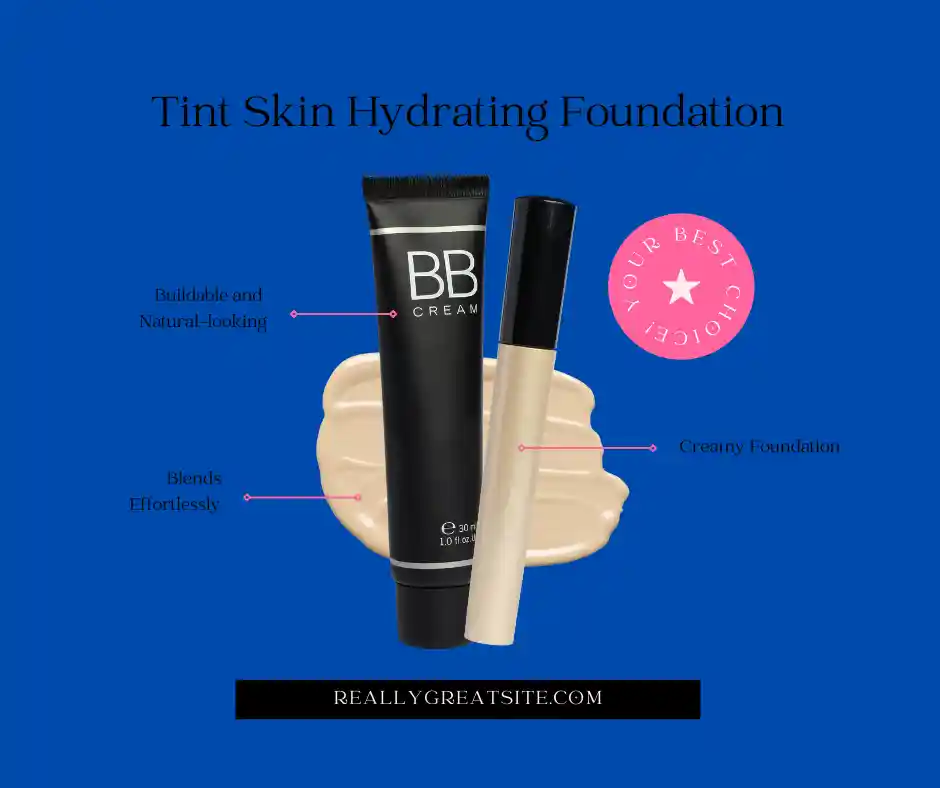 Tint Skin Hydrating Foundation
BB
CREAM
YOUR BEST CHOICE!
Buildable and
Natural-looking
Creamy Foundation
Blends
Effortlessly
e 30
1.0 fl oz.
REALLYGREATSITE.COM